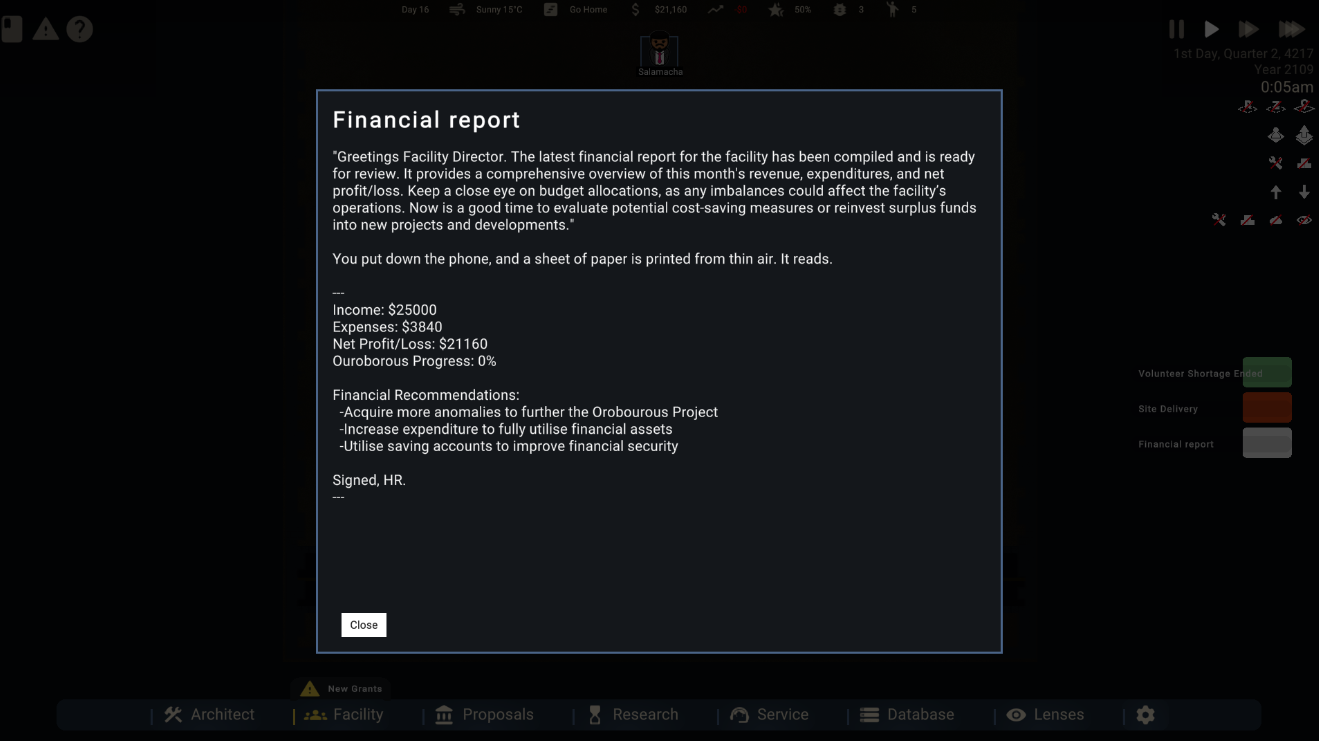 Day 16 Sunny 15°C Go Home $21,160 $0 50% 3 5
Salamacha
1st Day, Quarter 2, 4217
Year 2109
0:05am
Financial report
"Greetings Facility Director. The latest financial report for the facility has been compiled and is ready
for review. It provides a comprehensive overview of this month's revenue, expenditures, and net
profit/loss. Keep a close eye on budget allocations, as any imbalances could affect the facility's
operations. Now is a good time to evaluate potential cost-saving measures or reinvest surplus funds
into new projects and developments."
You put down the phone, and a sheet of paper is printed from thin air. It reads.
---
Income: $25000
Expenses: $3840
Net Profit/Loss: $21160
Ouroborous Progress: 0%
Financial Recommendations:
-Acquire more anomalies to further the Orobourous Project
-Increase expenditure to fully utilise financial assets
-Utilise saving accounts to improve financial security
Signed, HR.
---
Close
Volunteer Shortage Ended
Site Delivery
Financial report
New Grants
Architect Facility Proposals Research Service Database Lenses